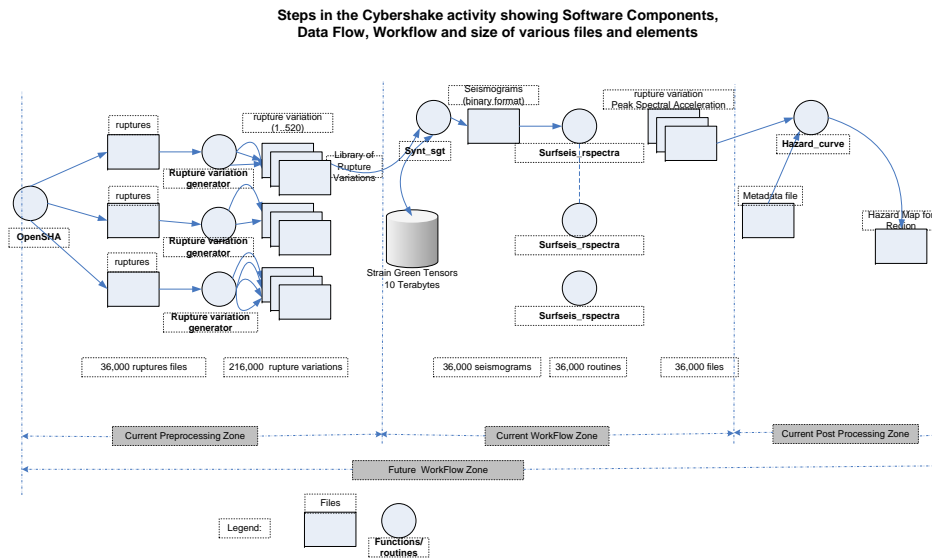 Steps in the Cybershake activity showing Software Components,
Data Flow, Workflow and size of various files and elements
ruptures
rupture variation
(1..520)
Rupture variation
generator
Library of
Rupture
Variations
ruptures
Rupture variation
generator
OpenSHA
ruptures
Rupture variation
generator
Synt_sgt
Strain Green Tensors
10 Terabytes
Seismograms
(binary format)
Surfseis_rspectra
Surfseis_rspectra
Surfseis_rspectra
rupture variation
Peak Spectral Acceleration
Hazard_curve
Metadata file
Hazard Map for
Region
36,000 ruptures files
216,000 rupture variations
36,000 seismograms
36,000 routines
36,000 files
Current Preprocessing Zone
Current WorkFlow Zone
Current Post Processing Zone
Future WorkFlow Zone
Legend:
Files
Functions/
routines